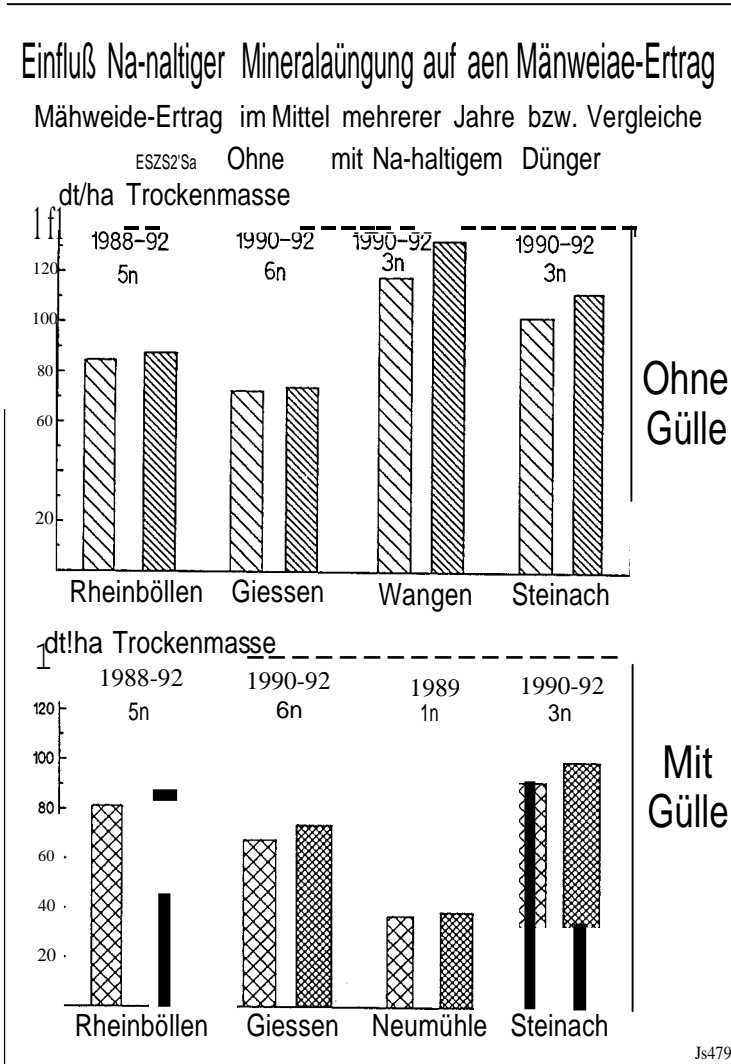 Einfluß Na-naltiger Mineralaüngung auf aen Mänweiae-Ertrag
Mähweide-Ertrag im Mittel mehrerer Jahre bzw. Vergleiche
ESZS2'Sa Ohne mit Na-haltigem Dünger
dt/ha Trockenmasse
1988-92 1990-92 1990-92 1990-92
5n 6n 3n 3n
120
100
80
60
20
Ohne
Gülle
Rheinböllen Giessen Wangen Steinach
dt!ha Trockenmasse
1988-92 1990-92 1989 1990-92
5n 6n 1n 3n
120
100
80
60
40
20
Mit
Gülle
Rheinböllen Giessen Neumühle Steinach
Js479